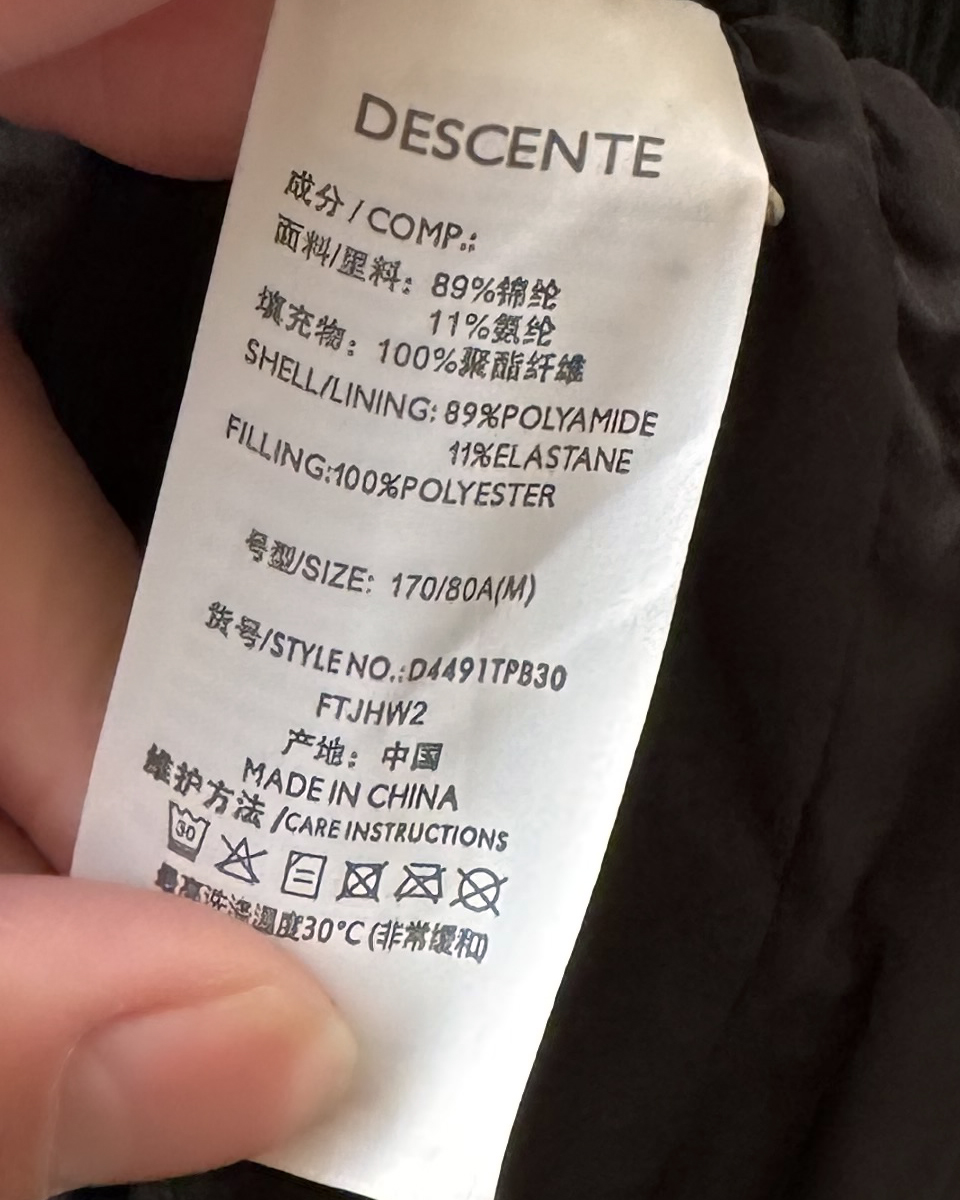 DESCENTE
成分 / COMP.:
面料/里料: 89%锦纶
11%氨纶
填充物: 100%聚酯纤维
SHELL/LINING: 89%POLYAMIDE
11%ELASTANE
FILLING:100%POLYESTER
号型/SIZE: 170/80A(M)
货号/STYLE NO.:D4491TPB30
FTJHW2
产地: 中国
MADE IN CHINA
维护方法 /CARE INSTRUCTIONS
30
最高洗涤温度30°C (非常缓和)